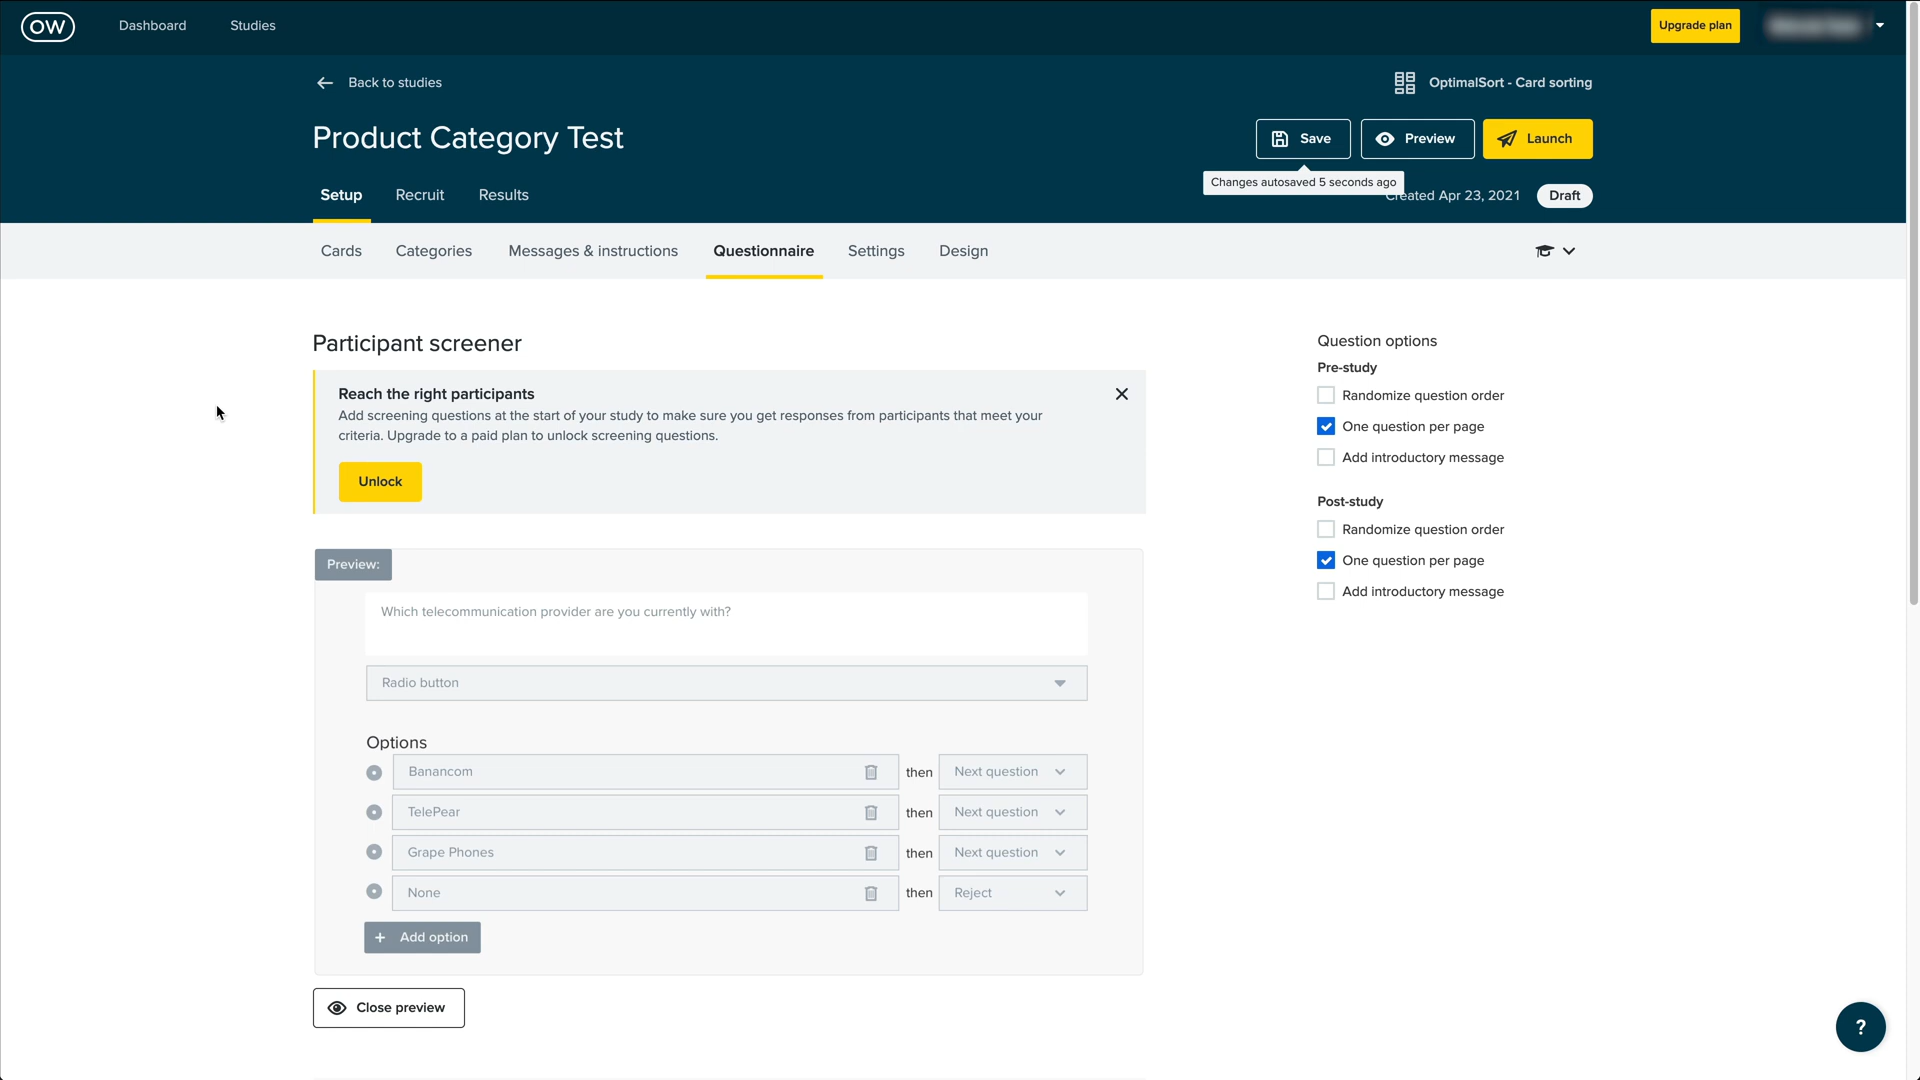 OW
Dashboard
Studies
Upgrade plan
Back to studies
OptimalSort - Card sorting
Product Category Test
Save
Preview
Launch
Changes autosaved 5 seconds ago
Setup
Recruit
Results
Created Apr 23, 2021
Draft
Cards
Categories
Messages & instructions
Questionnaire
Settings
Design
Participant screener
Reach the right participants
Add screening questions at the start of your study to make sure you get responses from participants that meet your
criteria. Upgrade to a paid plan to unlock screening questions.
Unlock
Preview:
Which telecommunication provider are you currently with?
Radio button
Options
Banancom
then
Next question
TelePear
then
Next question
Grape Phones
then
Next question
None
then
Reject
+ Add option
Close preview
Question options
Pre-study
Randomize question order
One question per page
Add introductory message
Post-study
Randomize question order
One question per page
Add introductory message
?